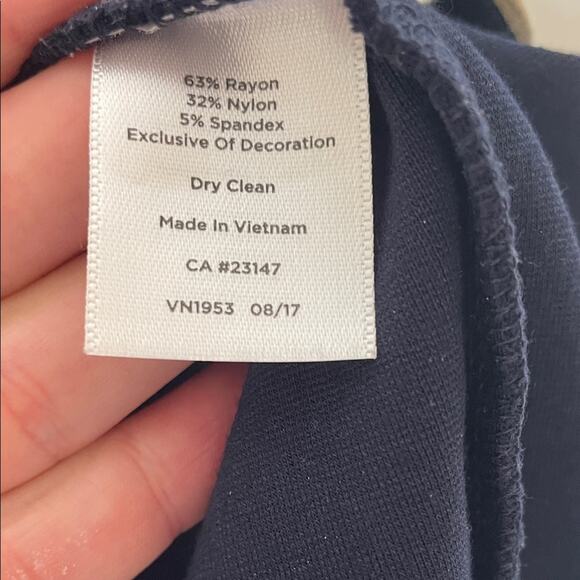 63% Rayon
32% Nylon
5% Spandex
Exclusive Of Decoration
Dry Clean
Made In Vietnam
CA #23147
VN1953 08/17